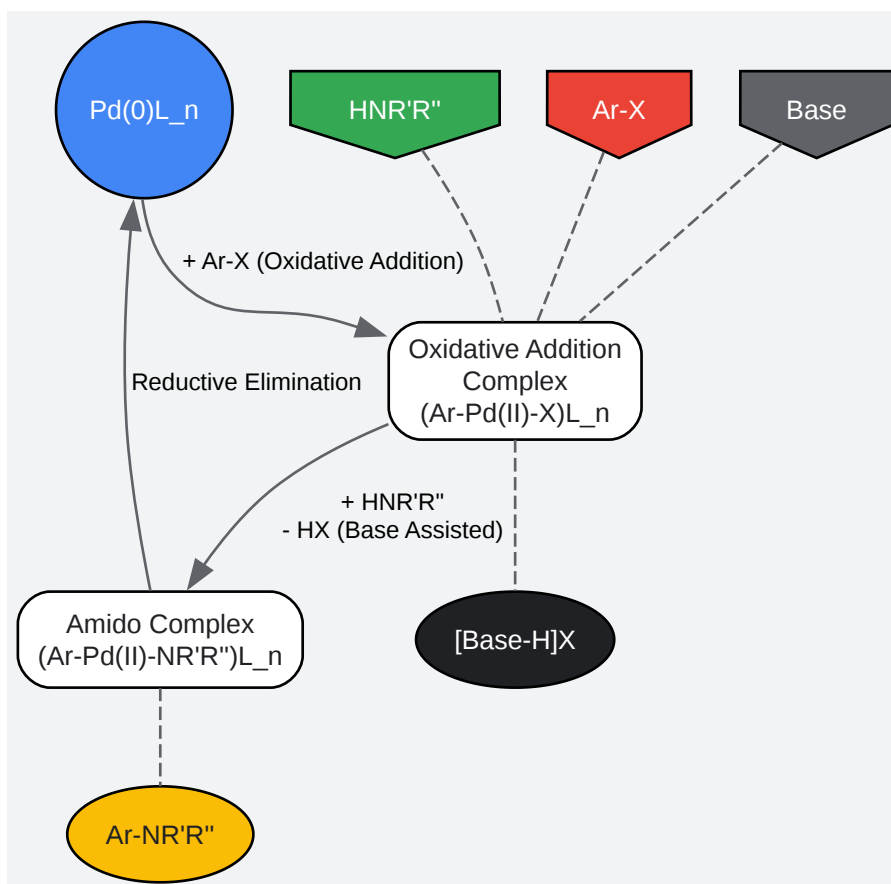 Pd(0)L_n
HNR'R"
Ar-X
Base
+ Ar-X (Oxidative Addition)
Oxidative Addition
Complex
(Ar-Pd(II)-X)L_n
Reductive Elimination
+ HNR'R"
- HX (Base Assisted)
Amido Complex
(Ar-Pd(II)-NR'R")L_n
[Base-H]X
Ar-NR'R"